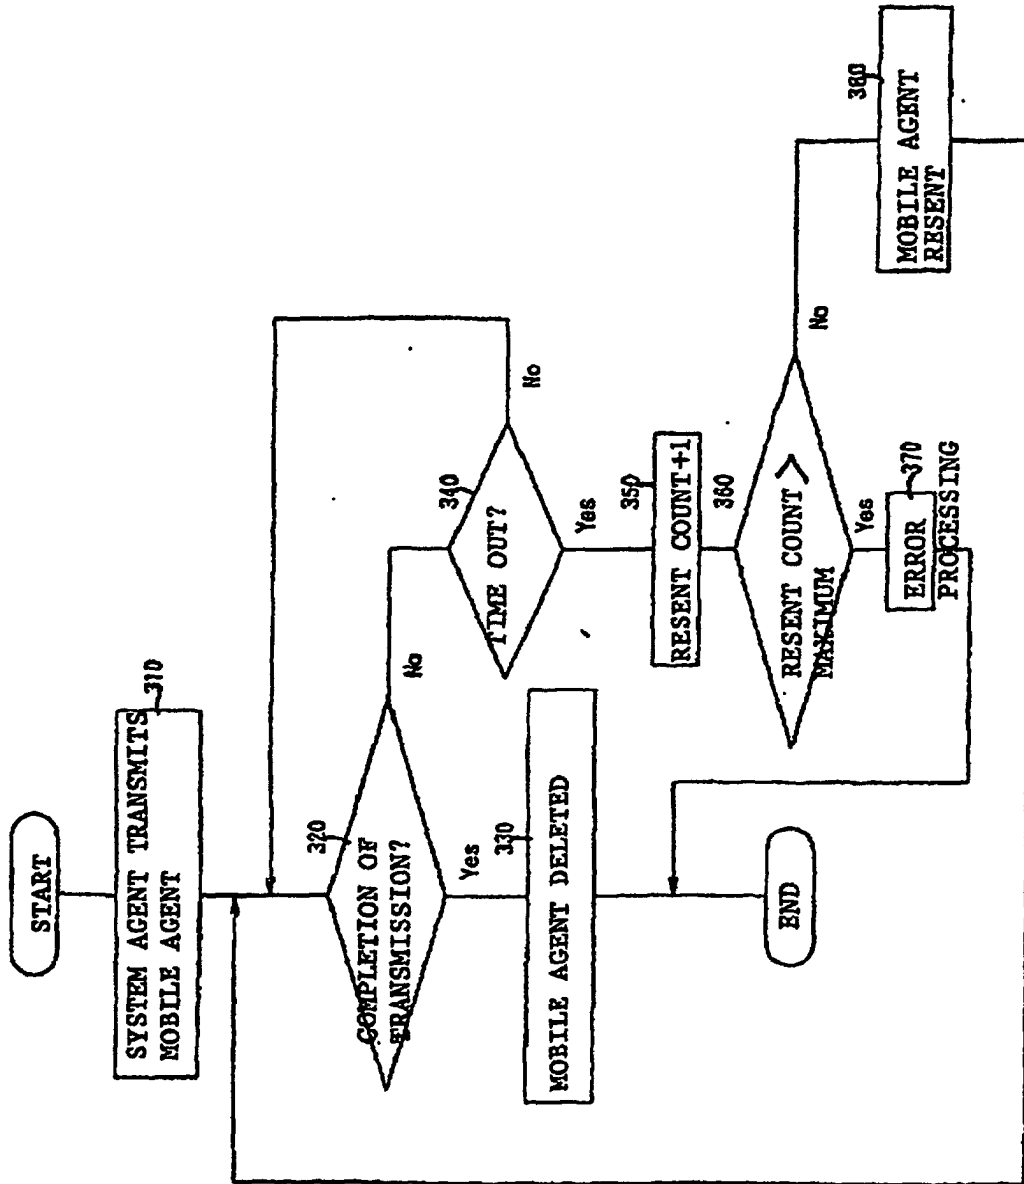 START
310
SYSTEM AGENT TRANSMITS
MOBILE AGENT
320
COMPLETION OF
TRANSMISSION?
No
Yes
330
MOBILE AGENT DELETED
END
340
TIME OUT?
No
Yes
350
RESENT COUNT+1
360
RESENT COUNT >
MAXIMUM
No
Yes
370
ERROR
PROCESSING
380
MOBILE AGENT
RESENT